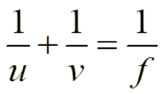 1/u + 1/v = 1/f